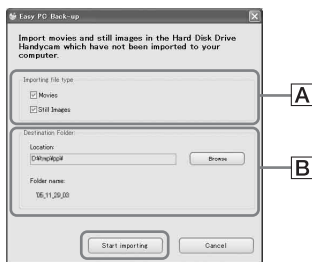 Easy PC Back-up
Import movies and still images in the Hard Disk Drive
Handycam which have not been imported to your
computer.
Importing file type
Movies
Still Images
A
Destination Folder:
Location:
Browse
B
Folder name:
Start importing
Cancel